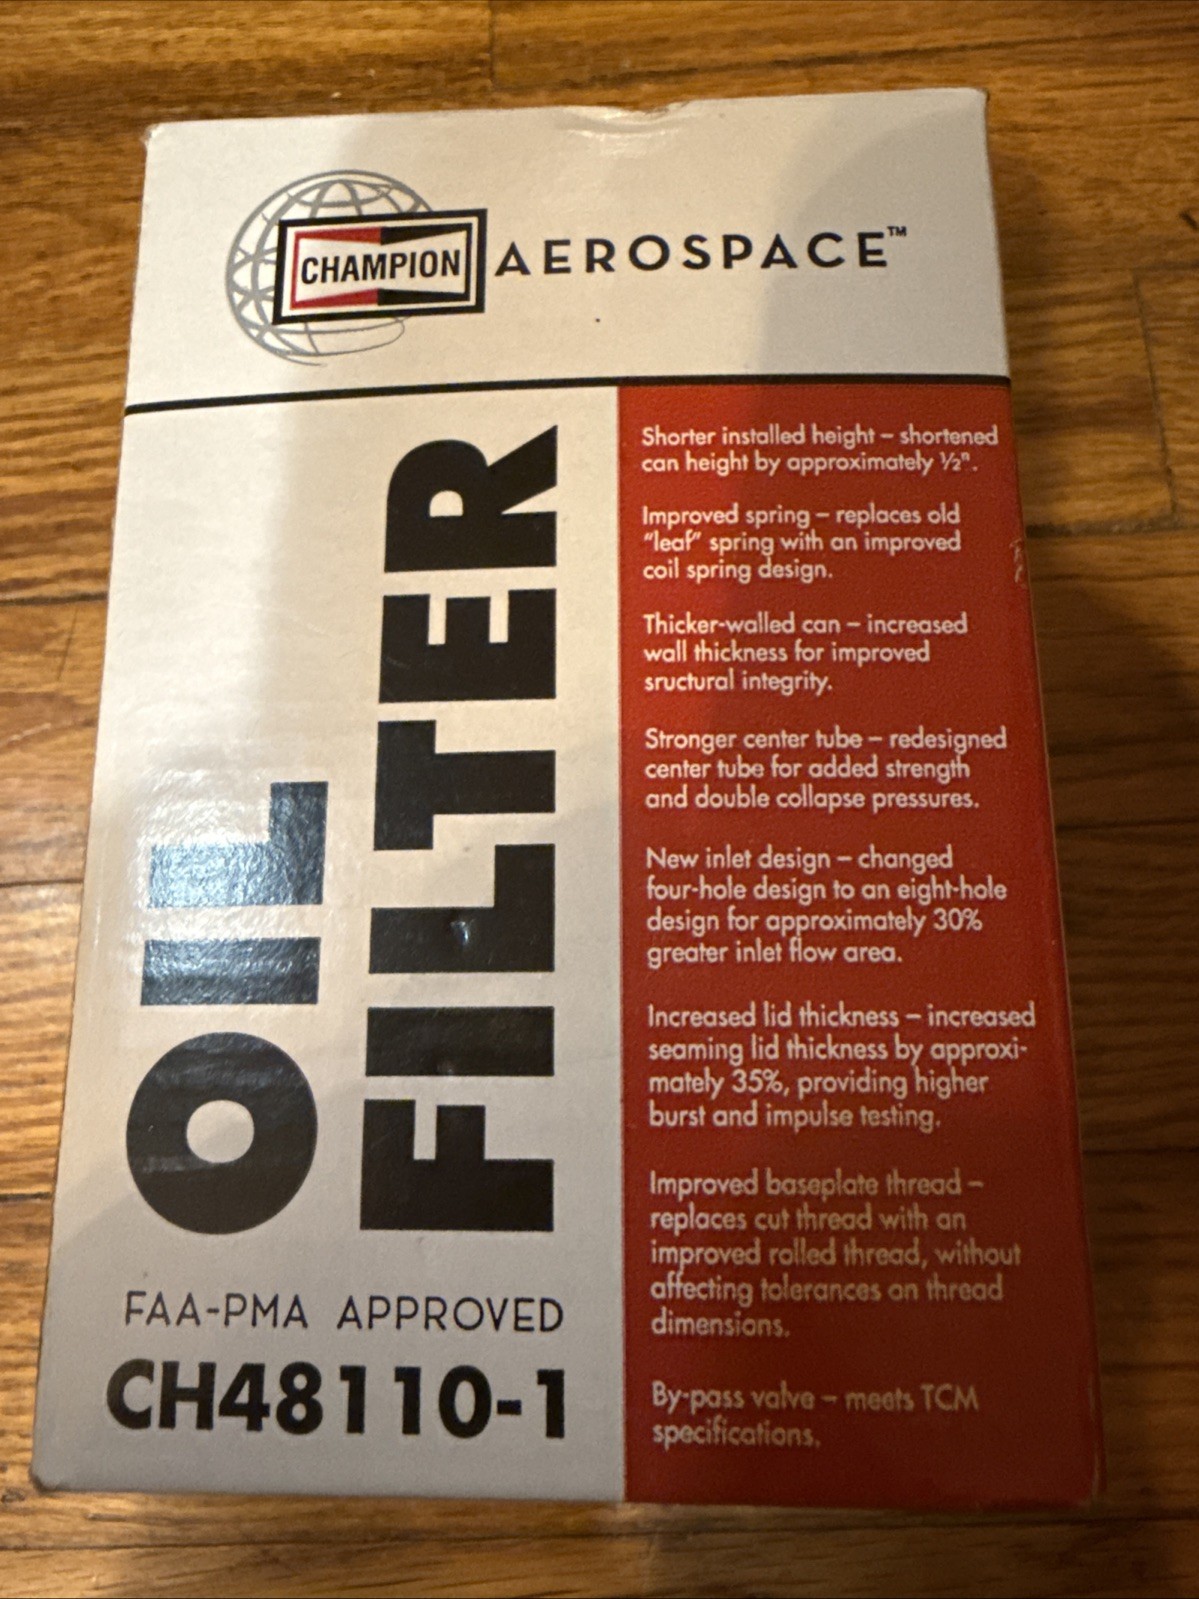 CHAMPION AEROSPACE™
OIL
FILTER
FAA-PMA APPROVED
CH48110-1
Shorter installed height – shortened
can height by approximately ½".
Improved spring – replaces old
"leaf" spring with an improved
coil spring design.
Thicker-walled can – increased
wall thickness for improved
sructural integrity.
Stronger center tube – redesigned
center tube for added strength
and double collapse pressures.
New inlet design – changed
four-hole design to an eight-hole
design for approximately 30%
greater inlet flow area.
Increased lid thickness – increased
seaming lid thickness by approxi-
mately 35%, providing higher
burst and impulse testing.
Improved baseplate thread –
replaces cut thread with an
improved rolled thread, without
affecting tolerances on thread
dimensions.
By-pass valve – meets TCM
specifications.